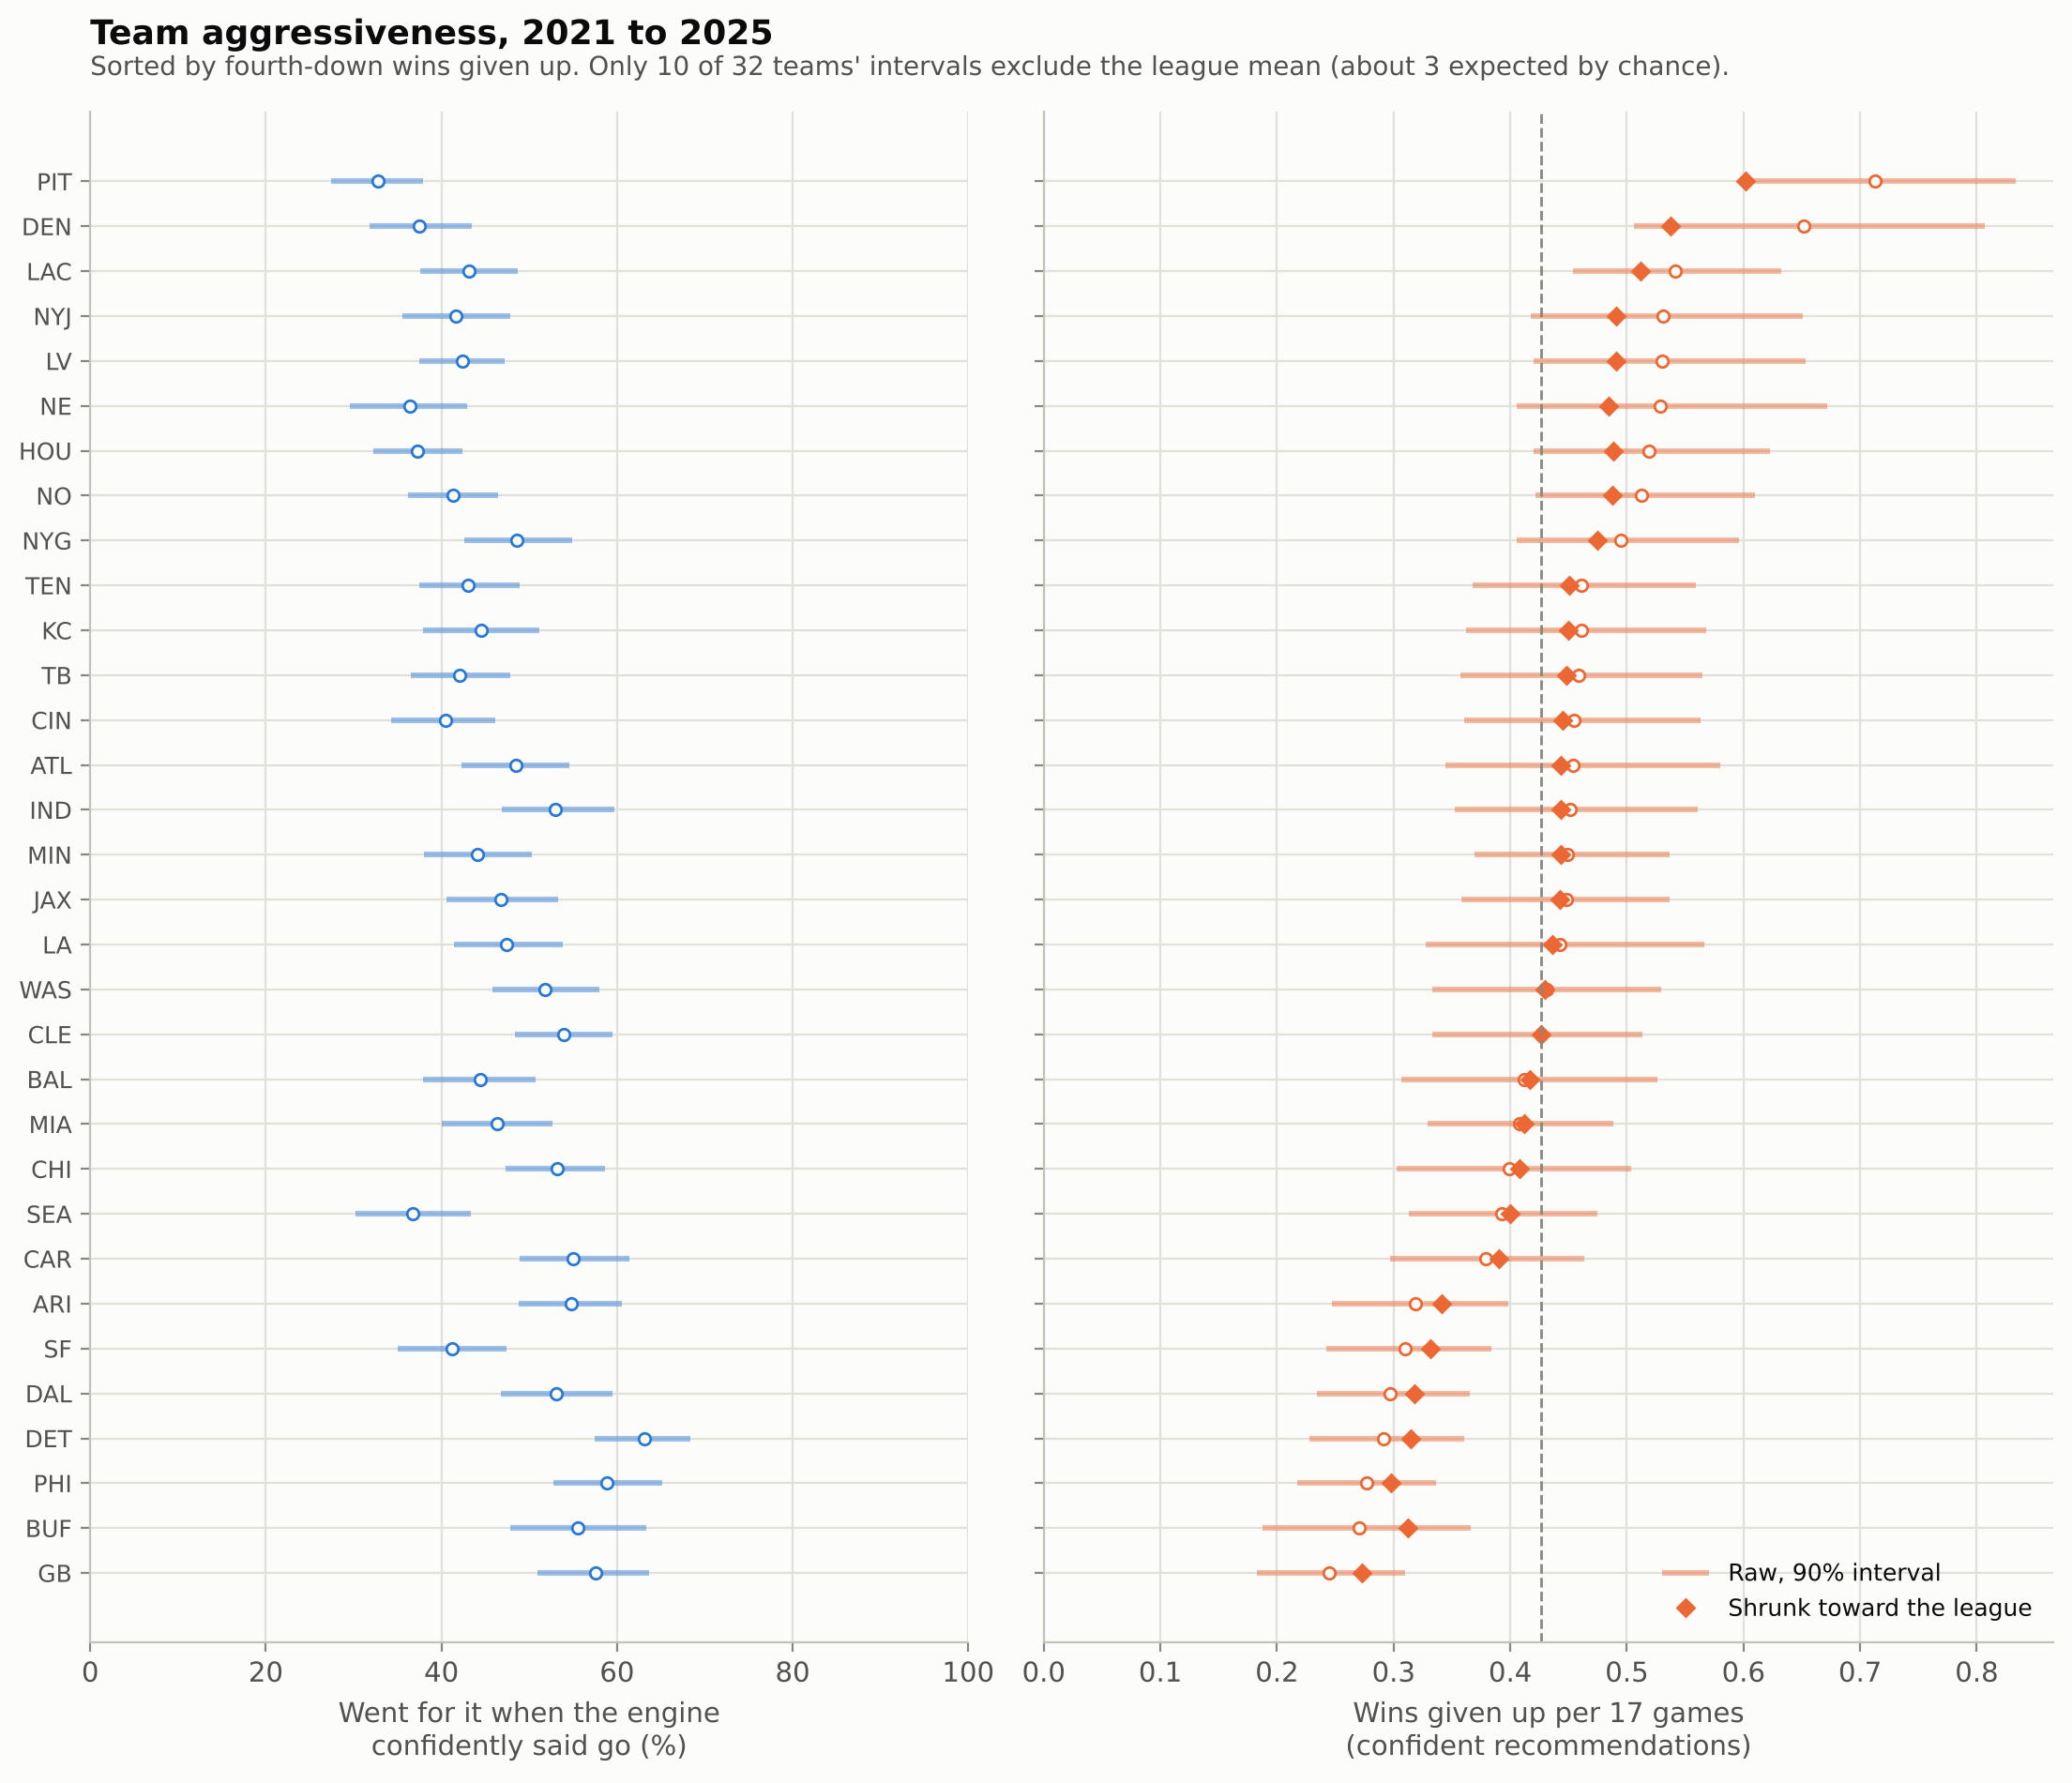 Team aggressiveness, 2021 to 2025
Sorted by fourth-down wins given up. Only 10 of 32 teams' intervals exclude the league mean (about 3 expected by chance).
PIT
DEN
LAC
NYJ
LV
NE
HOU
NO
NYG
TEN
KC
TB
CIN
ATL
IND
MIN
JAX
LA
WAS
CLE
BAL
MIA
CHI
SEA
CAR
ARI
SF
DAL
DET
PHI
BUF
GB
0 20 40 60 80 100
Went for it when the engine
confidently said go (%)
Raw, 90% interval
Shrunk toward the league
0.0 0.1 0.2 0.3 0.4 0.5 0.6 0.7 0.8
Wins given up per 17 games
(confident recommendations)